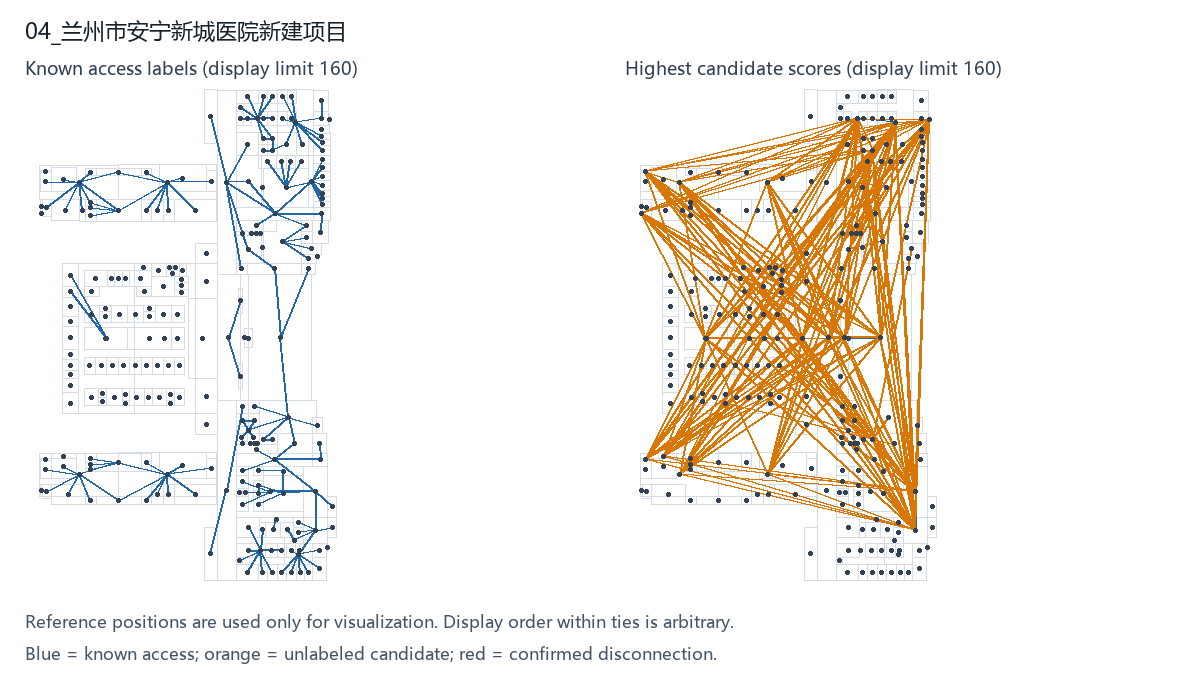 04_兰州市安宁新城医院新建项目
Known access labels (display limit 160)
Highest candidate scores (display limit 160)
Reference positions are used only for visualization. Display order within ties is arbitrary.
Blue = known access; orange = unlabeled candidate; red = confirmed disconnection.